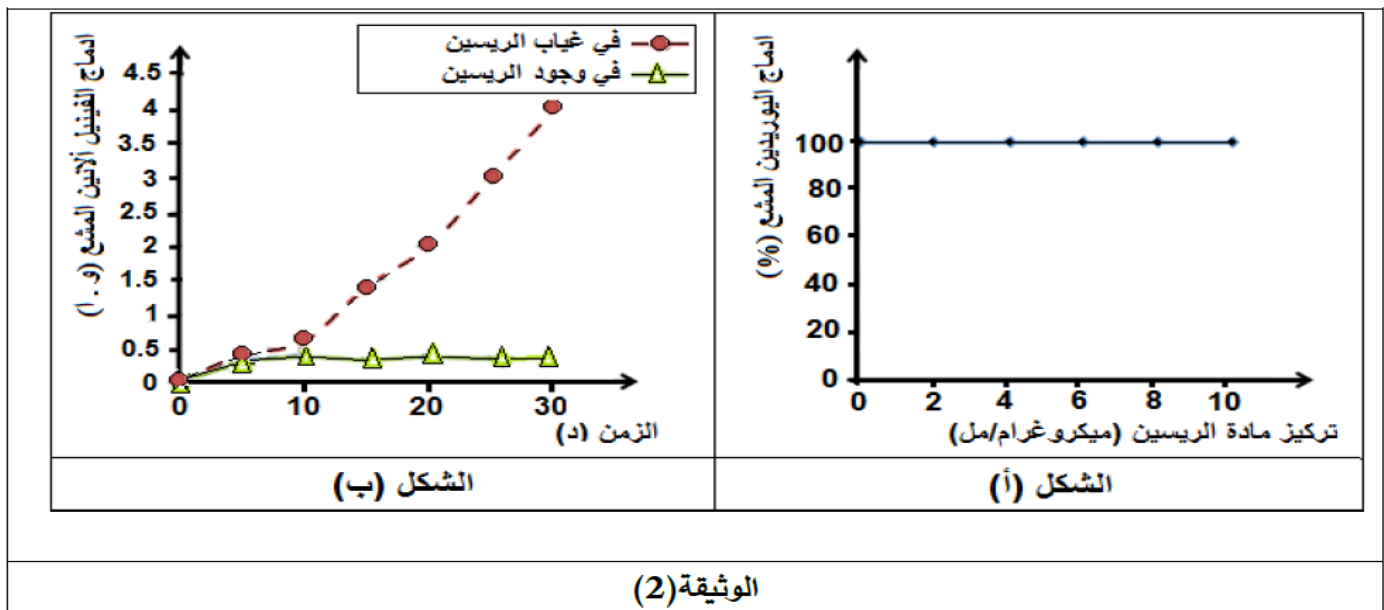 ادماج اليوريدين المشع (%)
100
80
60
40
20
0
0 2 4 6 8 10
تركيز مادة الريسين (ميكروغرام/مل)
الشكل (أ)
في غياب الريسين
في وجود الريسين
ادماج الفينيل ألانين المشع (و . ا)
4.5
4
3.5
3
2.5
2
1.5
1
0.5
0
0 10 20 30
الزمن (د)
الشكل (ب)
الوثيقة(2)